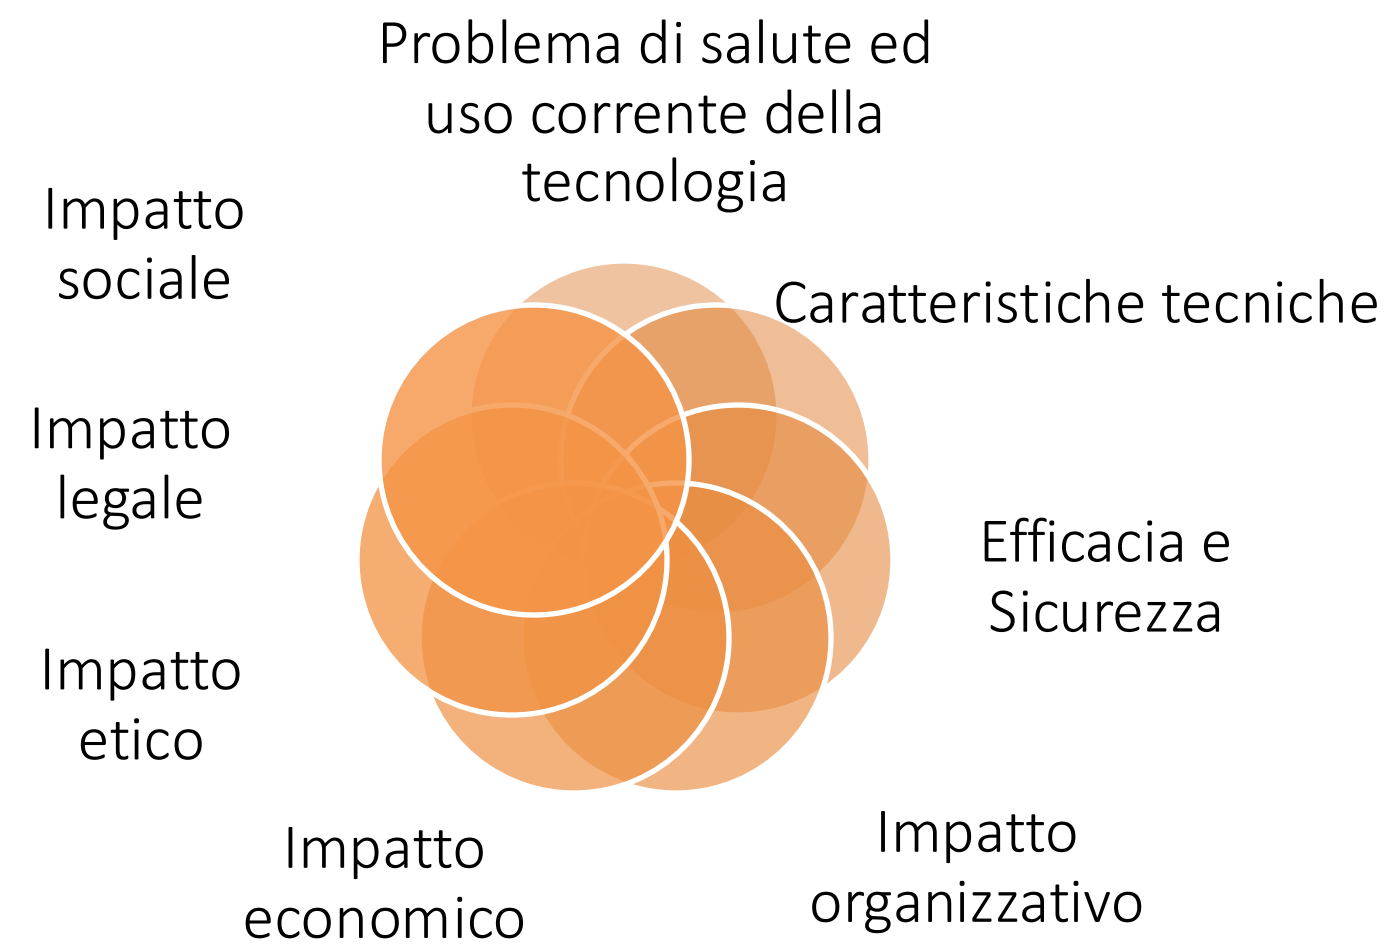 Problema di salute ed
uso corrente della
tecnologia
Caratteristiche tecniche
Efficacia e
Sicurezza
Impatto
organizzativo
Impatto
economico
Impatto
etico
Impatto
legale
Impatto
sociale